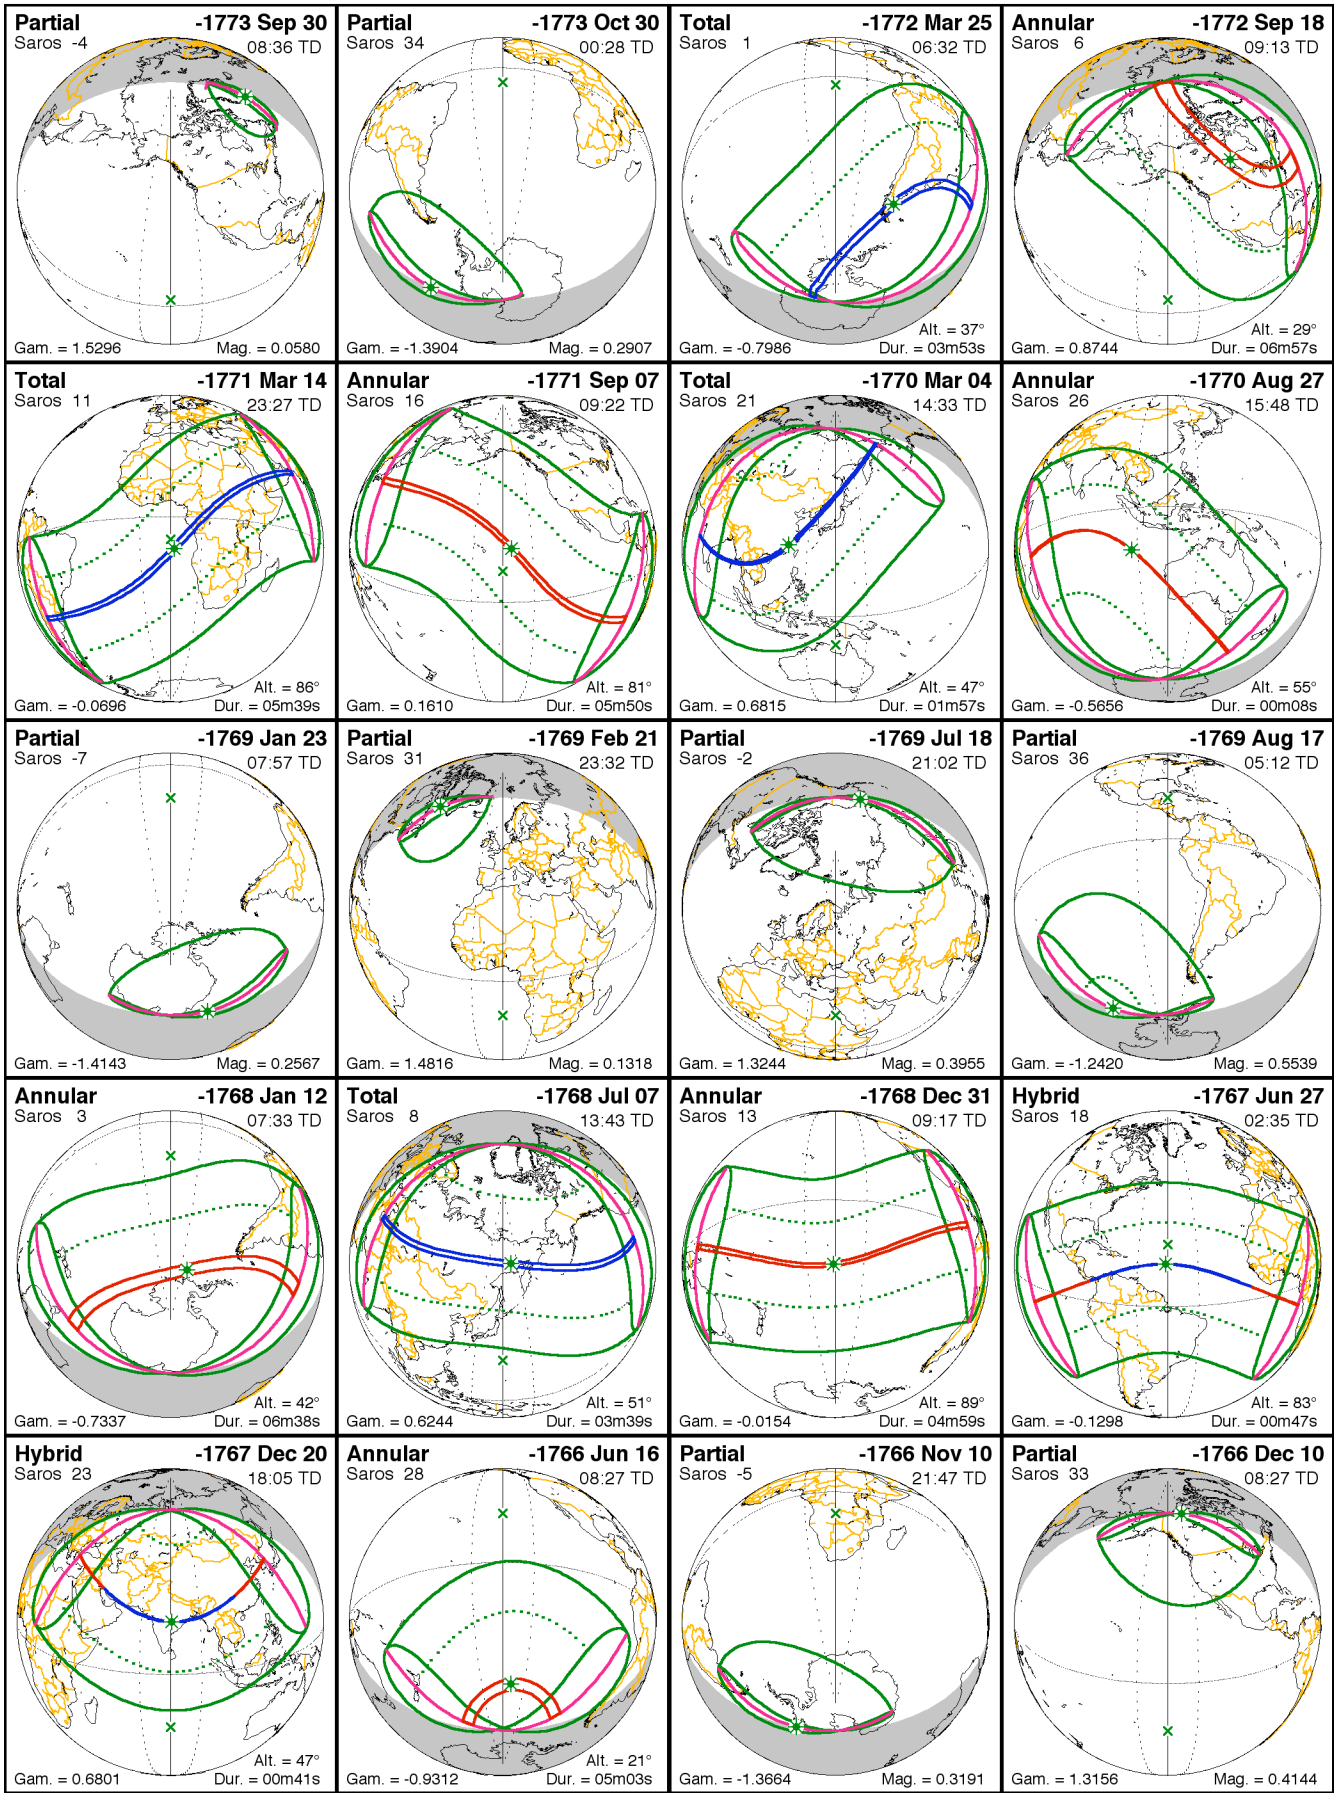 Partial -1773 Sep 30
Saros -4 08:36 TD
Gam. = 1.5296 Mag. = 0.0580
Partial -1773 Oct 30
Saros 34 00:28 TD
Gam. = -1.3904 Mag. = 0.2907
Total -1772 Mar 25
Saros 1 06:32 TD
Alt. = 37°
Gam. = -0.7986 Dur. = 03m53s
Annular -1772 Sep 18
Saros 6 09:13 TD
Alt. = 29°
Gam. = 0.8744 Dur. = 06m57s
Total -1771 Mar 14
Saros 11 23:27 TD
Alt. = 86°
Gam. = -0.0696 Dur. = 05m39s
Annular -1771 Sep 07
Saros 16 09:22 TD
Alt. = 81°
Gam. = 0.1610 Dur. = 05m50s
Total -1770 Mar 04
Saros 21 14:33 TD
Alt. = 47°
Gam. = 0.6815 Dur. = 01m57s
Annular -1770 Aug 27
Saros 26 15:48 TD
Alt. = 55°
Gam. = -0.5656 Dur. = 00m08s
Partial -1769 Jan 23
Saros -7 07:57 TD
Gam. = -1.4143 Mag. = 0.2567
Partial -1769 Feb 21
Saros 31 23:32 TD
Gam. = 1.4816 Mag. = 0.1318
Partial -1769 Jul 18
Saros -2 21:02 TD
Gam. = 1.3244 Mag. = 0.3955
Partial -1769 Aug 17
Saros 36 05:12 TD
Gam. = -1.2420 Mag. = 0.5539
Annular -1768 Jan 12
Saros 3 07:33 TD
Alt. = 42°
Gam. = -0.7337 Dur. = 06m38s
Total -1768 Jul 07
Saros 8 13:43 TD
Alt. = 51°
Gam. = 0.6244 Dur. = 03m39s
Annular -1768 Dec 31
Saros 13 09:17 TD
Alt. = 89°
Gam. = -0.0154 Dur. = 04m59s
Hybrid -1767 Jun 27
Saros 18 02:35 TD
Alt. = 83°
Gam. = -0.1298 Dur. = 00m47s
Hybrid -1767 Dec 20
Saros 23 18:05 TD
Alt. = 47°
Gam. = 0.6801 Dur. = 00m41s
Annular -1766 Jun 16
Saros 28 08:27 TD
Alt. = 21°
Gam. = -0.9312 Dur. = 05m03s
Partial -1766 Nov 10
Saros -5 21:47 TD
Gam. = -1.3664 Mag. = 0.3191
Partial -1766 Dec 10
Saros 33 08:27 TD
Gam. = 1.3156 Mag. = 0.4144